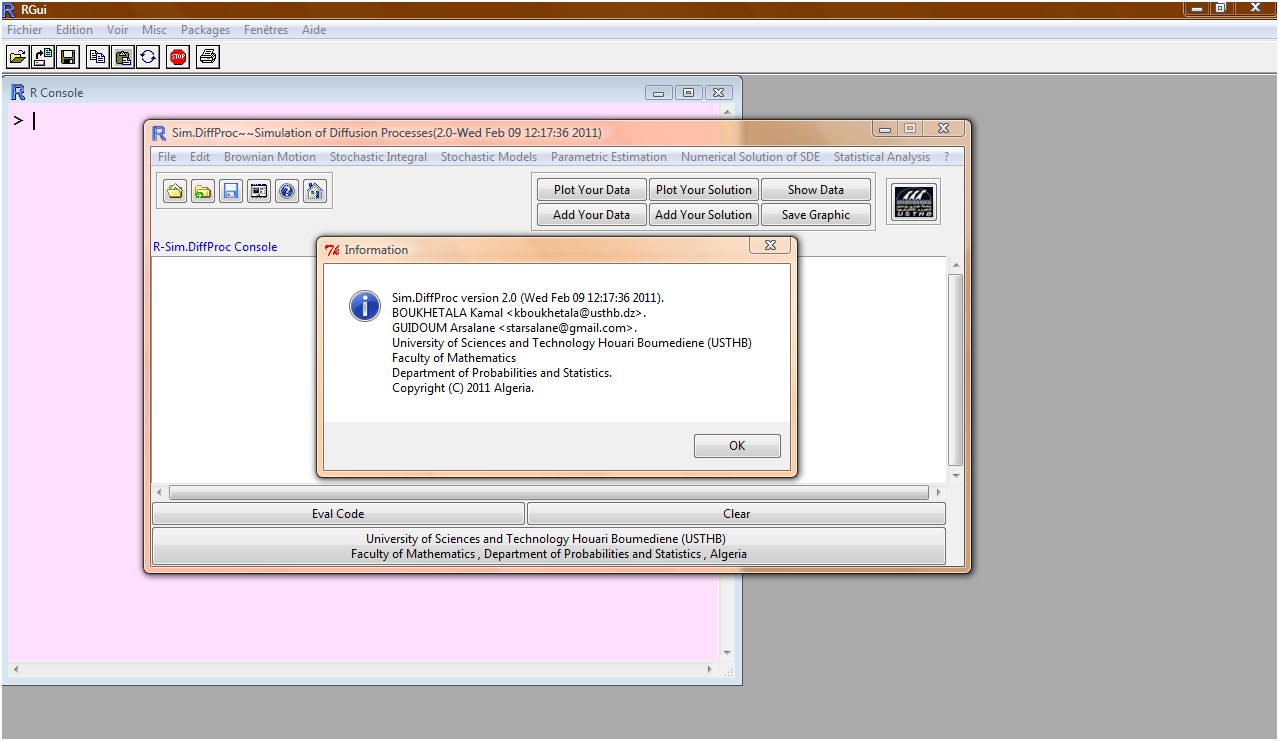 RGui
Fichier Edition Voir Misc Packages Fenêtres Aide
STOP
R Console
>
Sim.DiffProc~~Simulation of Diffusion Processes(2.0-Wed Feb 09 12:17:36 2011)
File Edit Brownian Motion Stochastic Integral Stochastic Models Parametric Estimation Numerical Solution of SDE Statistical Analysis ?
Plot Your Data Plot Your Solution Show Data
Add Your Data Add Your Solution Save Graphic
USTHB
R-Sim.DiffProc Console
Information
Sim.DiffProc version 2.0 (Wed Feb 09 12:17:36 2011).
BOUKHETALA Kamal <kboukhetala@usthb.dz>.
GUIDOUM Arsalane <starsalane@gmail.com>.
University of Sciences and Technology Houari Boumediene (USTHB)
Faculty of Mathematics
Department of Probabilities and Statistics.
Copyright (C) 2011 Algeria.
OK
Eval Code Clear
University of Sciences and Technology Houari Boumediene (USTHB)
Faculty of Mathematics , Department of Probabilities and Statistics , Algeria